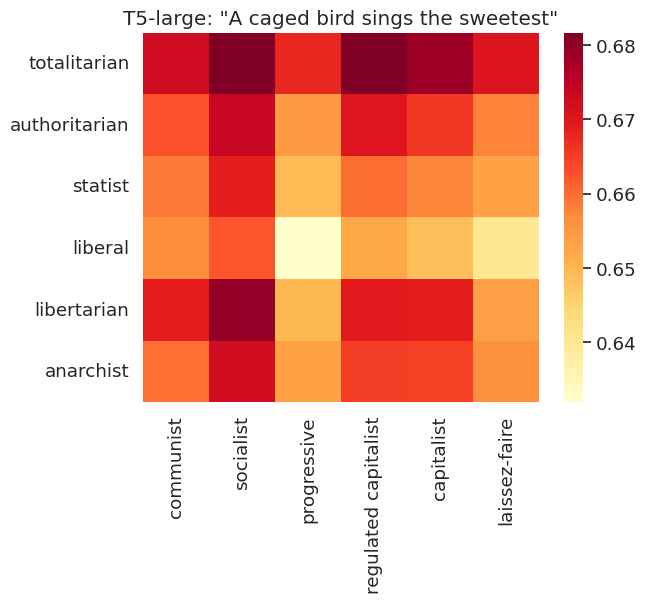 T5-large: "A caged bird sings the sweetest"
totalitarian
authoritarian
statist
liberal
libertarian
anarchist
communist
socialist
progressive
regulated capitalist
capitalist
laissez-faire
0.68
0.67
0.66
0.65
0.64